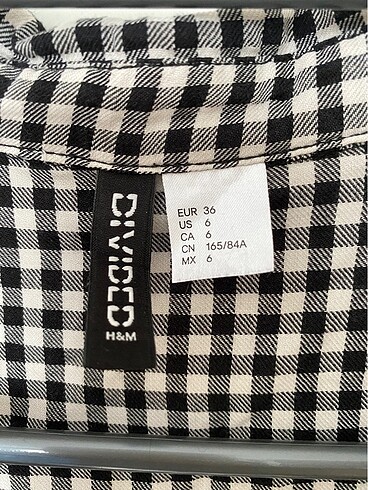 DIVIDED
H&M
EUR 36
US 6
CA 6
CN 165/84A
MX 6